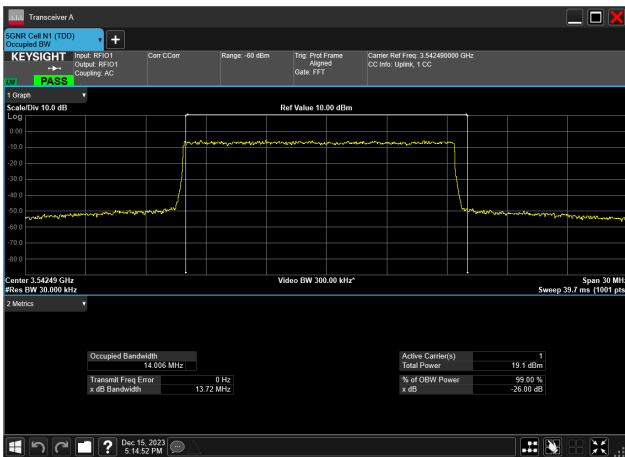 Transceiver A
5GNR Cell N1 (TDD)
Occupied BW
KEYSIGHT
PASS
Input: RFIO1
Output: RFIO1
Coupling: AC
Corr CCorr
Range: -60 dBm
Trig: Prot Frame
Aligned
Gate: FFT
Carrier Ref Freq: 3.542490000 GHz
CC Info: Uplink, 1 CC
1 Graph
Scale/Div 10.0 dB
Ref Value 10.00 dBm
Log
0.00
-10.0
-20.0
-30.0
-40.0
-50.0
-60.0
-70.0
-80.0
Center 3.54249 GHz
Video BW 300.00 kHz*
Span 30 MHz
#Res BW 30.000 kHz
Sweep 39.7 ms (1001 pts
2 Metrics
Occupied Bandwidth
14.006 MHz
Active Carrier(s) 1
Total Power 19.1 dBm
Transmit Freq Error 0 Hz
x dB Bandwidth 13.72 MHz
% of OBW Power 99.00 %
x dB -26.00 dB
?
Dec 15, 2023
5:14:52 PM